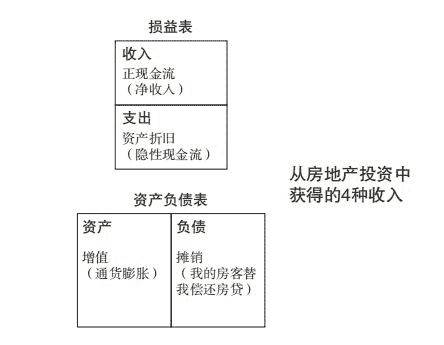 损益表
收入
正现金流
（净收入）
支出
资产折旧
（隐性现金流）
从房地产投资中
获得的4种收入
资产负债表
资产
增值
（通货膨胀）
负债
摊销
（我的房客替
我偿还房贷）